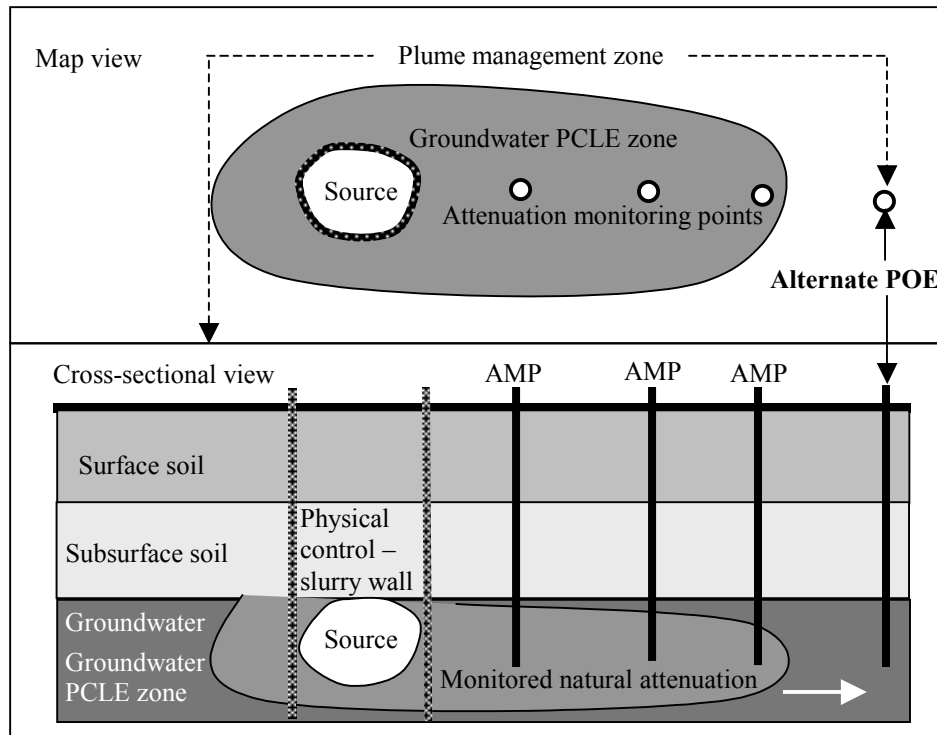 Map view
Plume management zone
Groundwater PCLE zone
Source
Attenuation monitoring points
Alternate POE
Cross-sectional view
AMP
AMP
AMP
Surface soil
Subsurface soil
Physical
control –
slurry wall
Groundwater
Groundwater
PCLE zone
Source
Monitored natural attenuation